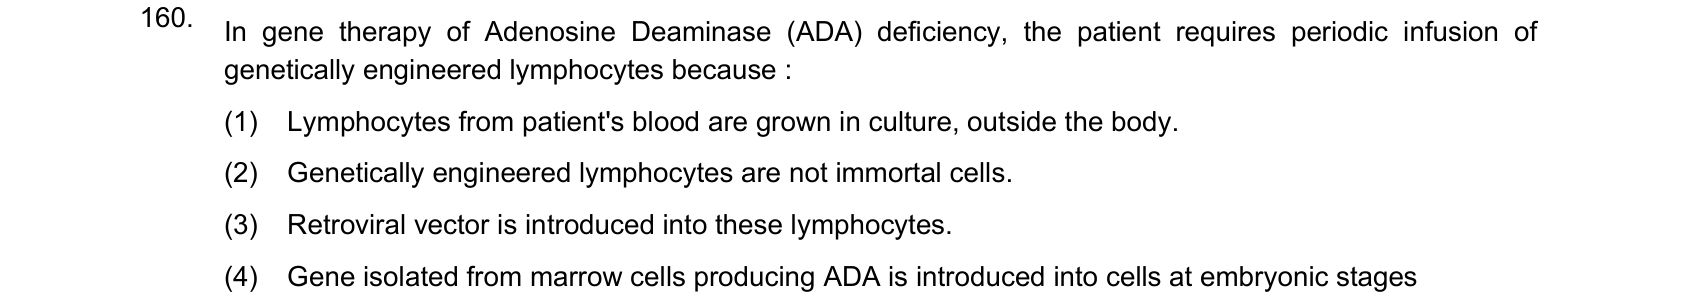 160. In gene therapy of Adenosine Deaminase (ADA) deficiency, the patient requires periodic infusion of
genetically engineered lymphocytes because :
(1) Lymphocytes from patient's blood are grown in culture, outside the body.
(2) Genetically engineered lymphocytes are not immortal cells.
(3) Retroviral vector is introduced into these lymphocytes.
(4) Gene isolated from marrow cells producing ADA is introduced into cells at embryonic stages